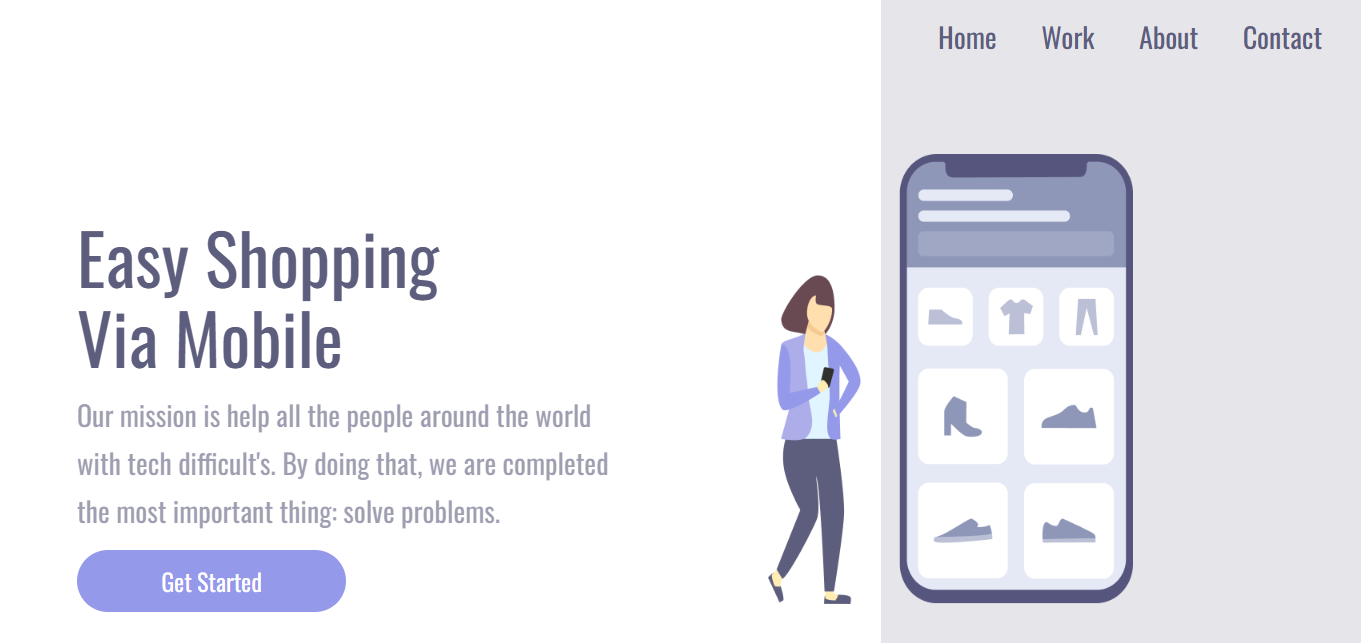 Home Work About Contact
Easy Shopping
Via Mobile
Our mission is help all the people around the world
with tech difficult's. By doing that, we are completed
the most important thing: solve problems.
Get Started